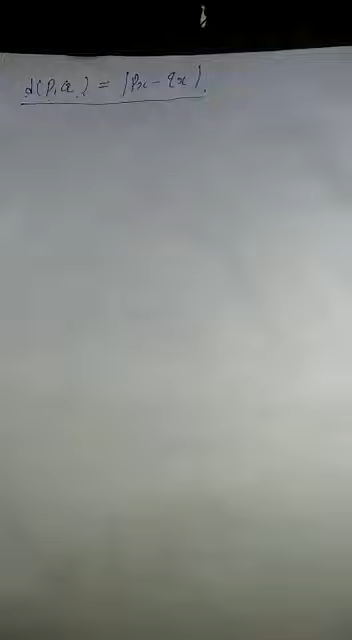 d(P, Q) = |Px - qx|.